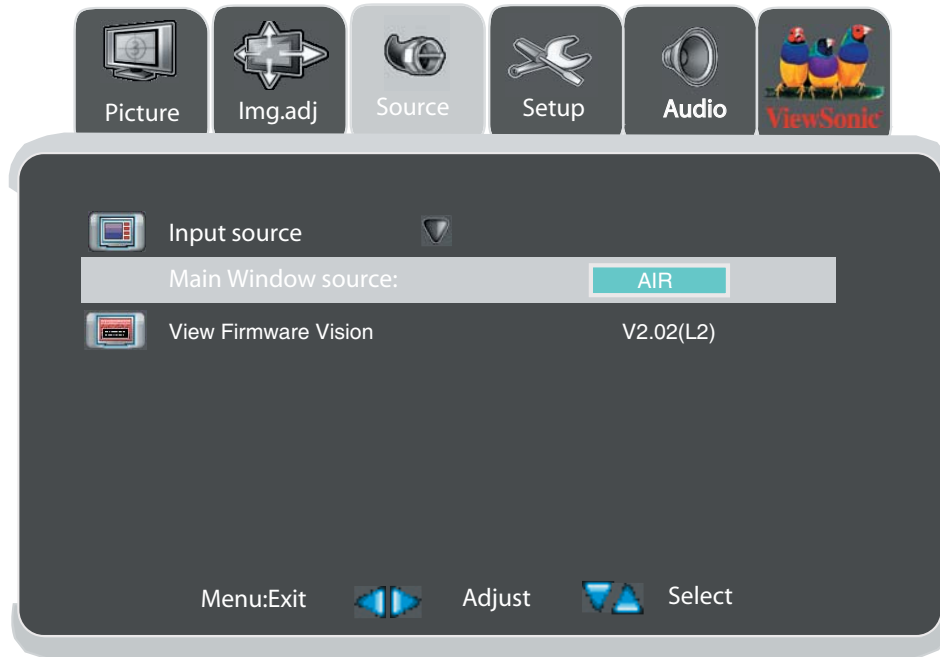 Picture
Img.adj
Source
Setup
Audio
ViewSonic
Input source
Main Window source: AIR
View Firmware Vision V2.02(L2)
Menu:Exit Adjust Select